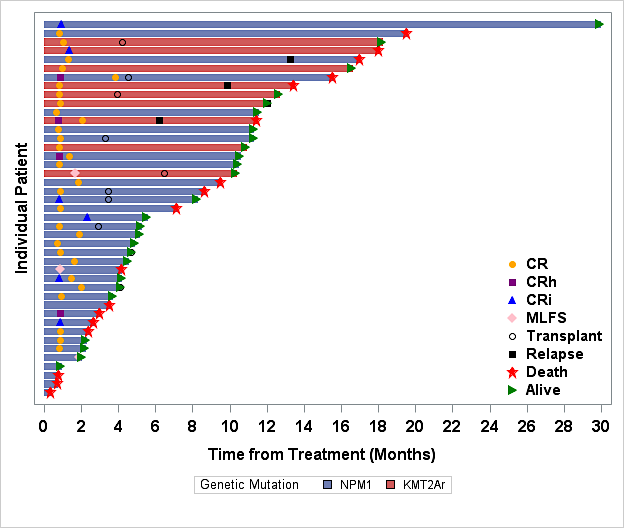 Individual Patient
CR
CRh
CRi
MLFS
Transplant
Relapse
Death
Alive
0 2 4 6 8 10 12 14 16 18 20 22 24 26 28 30
Time from Treatment (Months)
Genetic Mutation NPM1 KMT2Ar